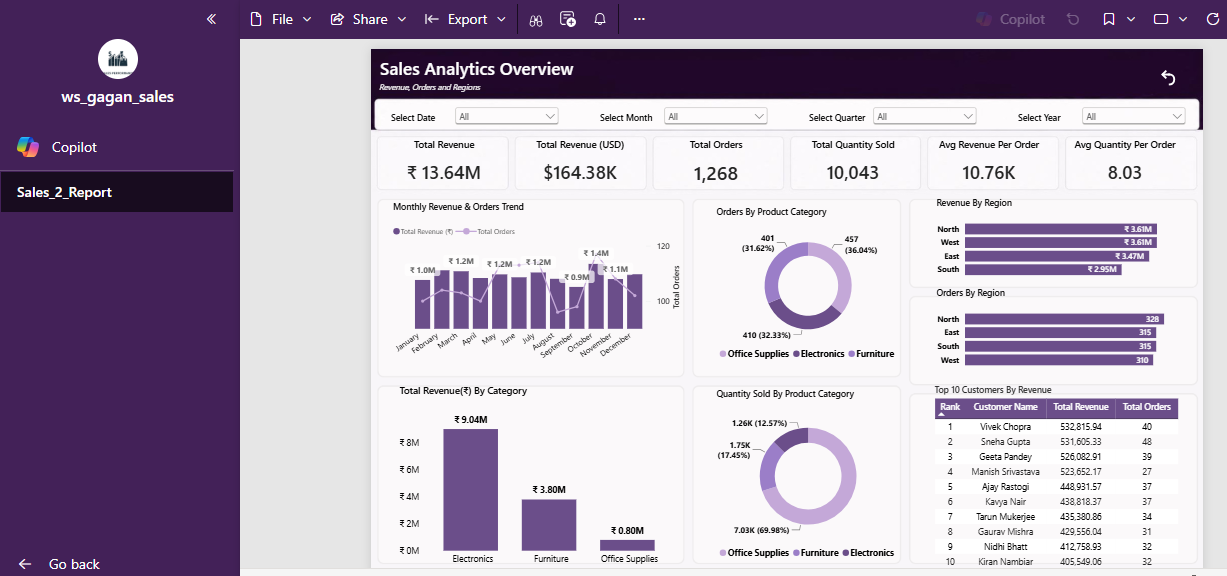 File
Share
Export
Copilot
ws_gagan_sales
Copilot
Sales_2_Report
Go back
Sales Analytics Overview
Revenue, Orders and Regions
Select Date All
Select Month All
Select Quarter All
Select Year All
Total Revenue
₹ 13.64M
Total Revenue (USD)
$164.38K
Total Orders
1,268
Total Quantity Sold
10,043
Avg Revenue Per Order
10.76K
Avg Quantity Per Order
8.03
Monthly Revenue & Orders Trend
Total Revenue (₹) Total Orders
₹ 1.0M
₹ 1.2M
₹ 1.2M
₹ 1.2M
₹ 0.9M
₹ 1.4M
₹ 1.1M
120
100
Total Orders
January
February
March
April
May
June
July
August
September
October
November
December
Orders By Product Category
401
(31.62%)
457
(36.04%)
410 (32.33%)
Office Supplies Electronics Furniture
Revenue By Region
North ₹ 3.61M
West ₹ 3.61M
East ₹ 3.47M
South ₹ 2.95M
Orders By Region
North 328
East 315
South 315
West 310
Total Revenue(₹) By Category
₹ 9.04M
₹ 3.80M
₹ 0.80M
₹ 8M
₹ 6M
₹ 4M
₹ 2M
₹ 0M
Electronics Furniture Office Supplies
Quantity Sold By Product Category
1.26K (12.57%)
1.75K
(17.45%)
7.03K (69.98%)
Office Supplies Furniture Electronics
Top 10 Customers By Revenue
Rank Customer Name Total Revenue Total Orders
1 Vivek Chopra 532,815.94 40
2 Sneha Gupta 531,605.33 48
3 Geeta Pandey 526,082.91 39
4 Manish Srivastava 523,652.17 27
5 Ajay Rastogi 448,931.57 37
6 Kavya Nair 438,818.37 37
7 Tarun Mukerjee 435,380.86 34
8 Gaurav Mishra 429,556.04 31
9 Nidhi Bhatt 412,758.93 32
10 Kiran Nambiar 405,549.06 32